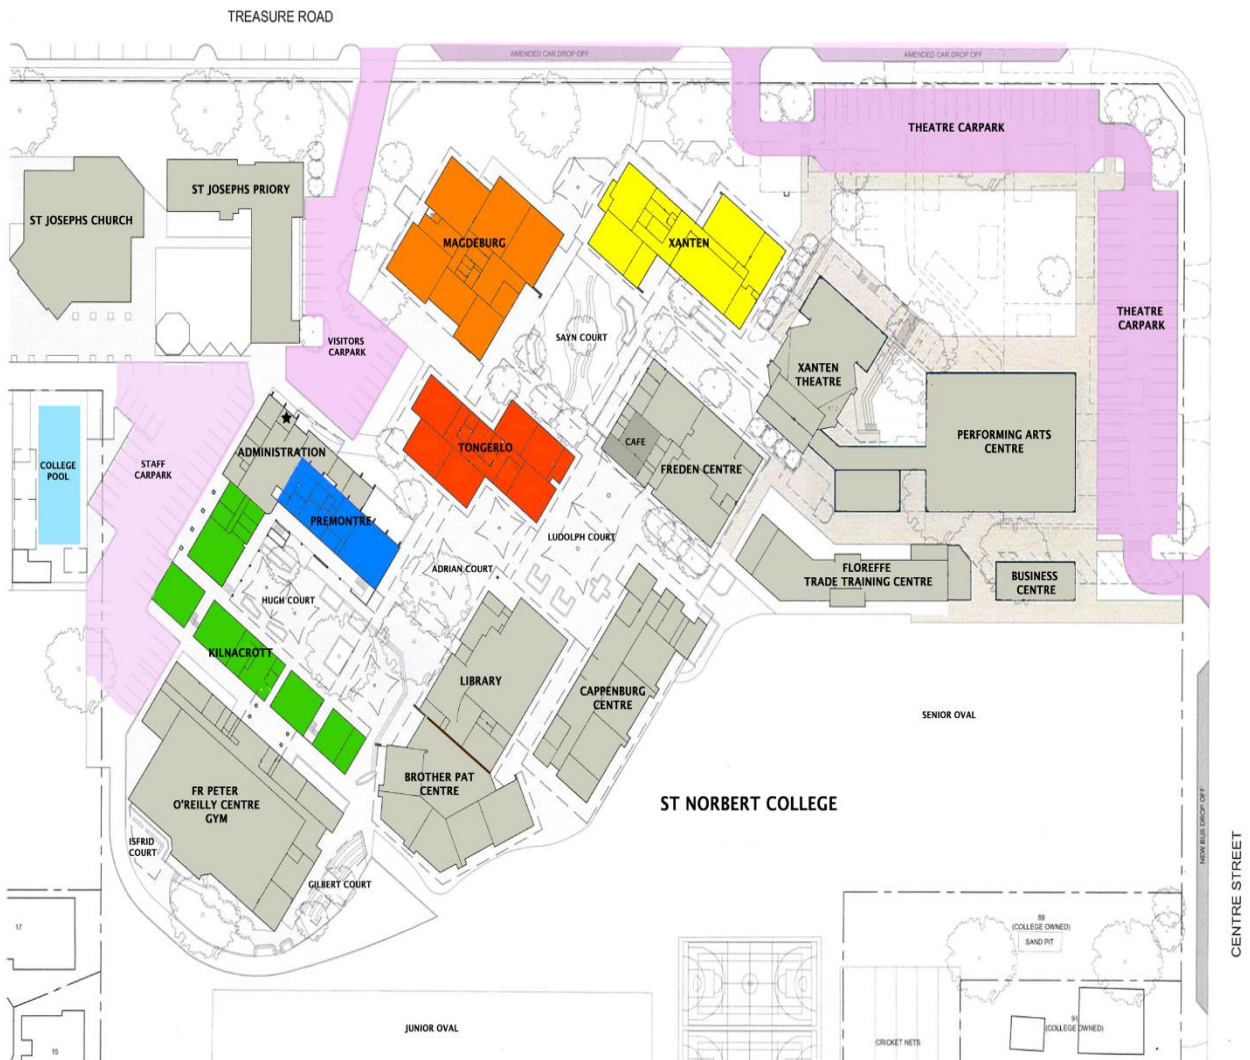 TREASURE ROAD
AMENDED CAR DROP OFF
AMENDED CAR DROP OFF
THEATRE CARPARK
ST JOSEPHS PRIORY
ST JOSEPHS CHURCH
MAGDEBURG
XANTEN
THEATRE
CARPARK
VISITORS
CARPARK
SAYN COURT
XANTEN
THEATRE
CAFE
FREDEN CENTRE
PERFORMING ARTS
CENTRE
TONGERLO
ADMINISTRATION
COLLEGE
POOL
STAFF
CARPARK
PREMONTRE
LUDOLPH COURT
ADRIAN COURT
FLOREFFE
TRADE TRAINING CENTRE
BUSINESS
CENTRE
HUGH COURT
KILNACROTT
LIBRARY
CAPPENBURG
CENTRE
SENIOR OVAL
BROTHER PAT
CENTRE
FR PETER
O'REILLY CENTRE
GYM
ST NORBERT COLLEGE
ISFRID
COURT
GILBERT COURT
NEW BUS DROP OFF
CENTRE STREET
17
89
(COLLEGE OWNED)
SAND PIT
91
(COLLEGE OWNED)
JUNIOR OVAL
CRICKET NETS
15